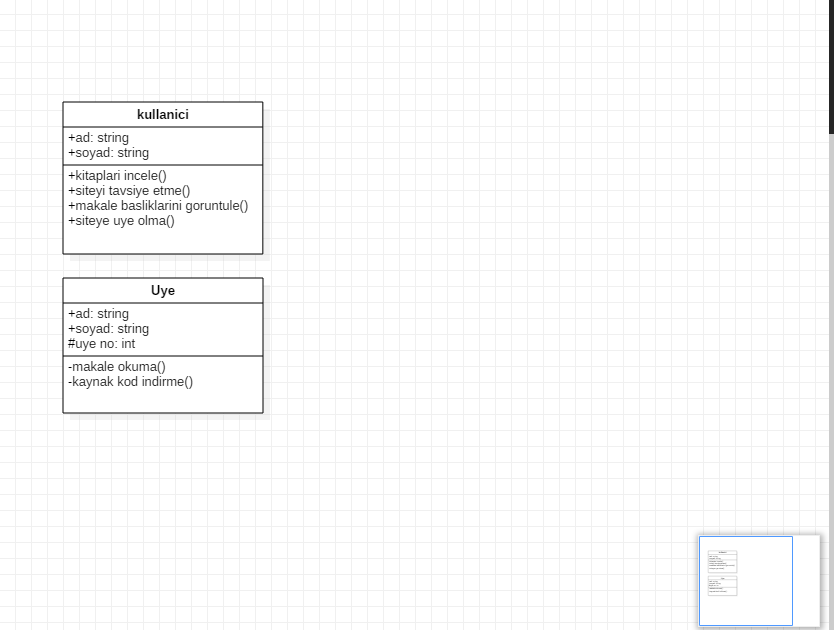 kullanici
+ad: string
+soyad: string
+kitaplari incele()
+siteyi tavsiye etme()
+makale basliklarini goruntule()
+siteye uye olma()
Uye
+ad: string
+soyad: string
#uye no: int
-makale okuma()
-kaynak kod indirme()